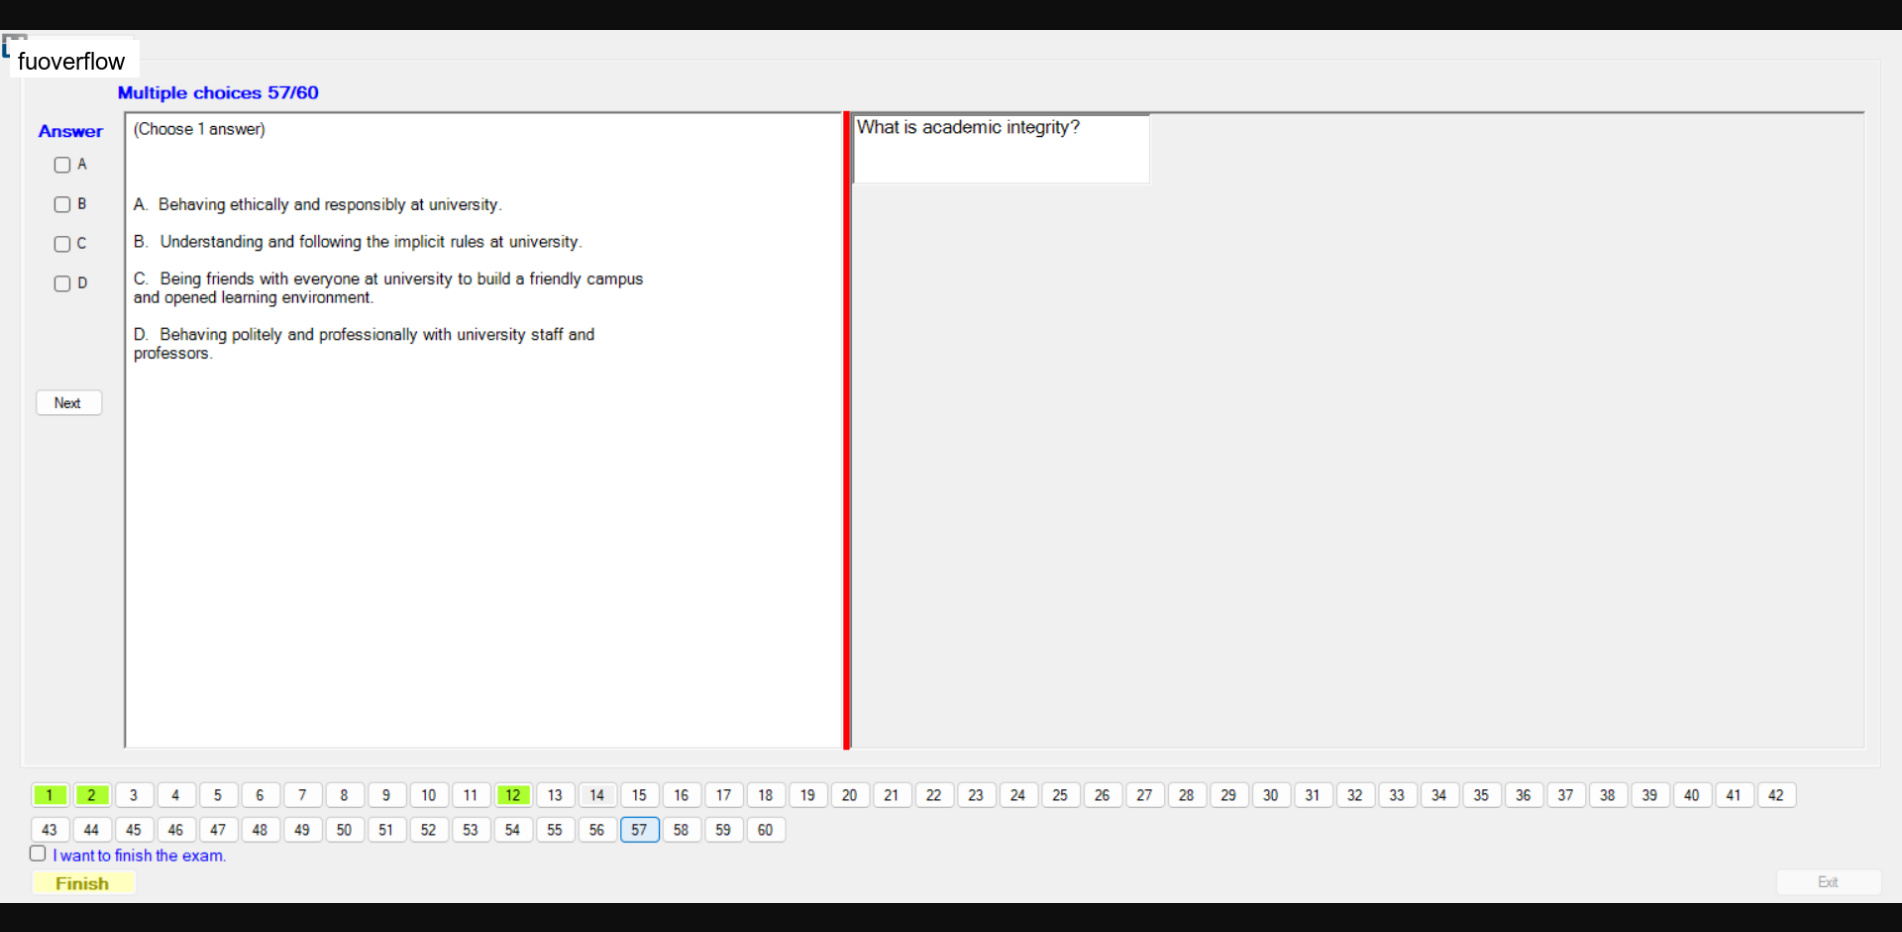 fuoverflow
Multiple choices 57/60
Answer
A
B
C
D
Next
(Choose 1 answer)
A. Behaving ethically and responsibly at university.
B. Understanding and following the implicit rules at university.
C. Being friends with everyone at university to build a friendly campus
and opened learning environment.
D. Behaving politely and professionally with university staff and
professors.
What is academic integrity?
1 2 3 4 5 6 7 8 9 10 11 12 13 14 15 16 17 18 19 20 21 22 23 24 25 26 27 28 29 30 31 32 33 34 35 36 37 38 39 40 41 42
43 44 45 46 47 48 49 50 51 52 53 54 55 56 57 58 59 60
I want to finish the exam.
Finish
Exit